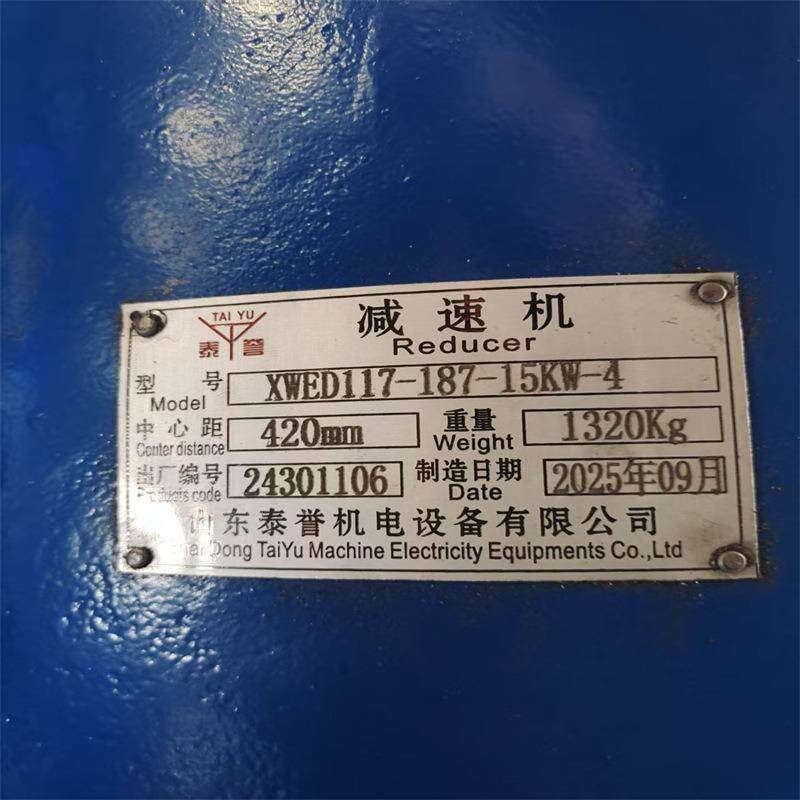 TAI YU
泰誉
减速机
Reducer
型号 XWED117-187-15KW-4
Model
中心距 420mm 重量 1320Kg
Conter distance Weight
出厂编号 24301106 制造日期 2025年09月
code Date
东泰誉机电设备有限公司
Dong TaiYu Machine Electricity Equipments Co.,Ltd